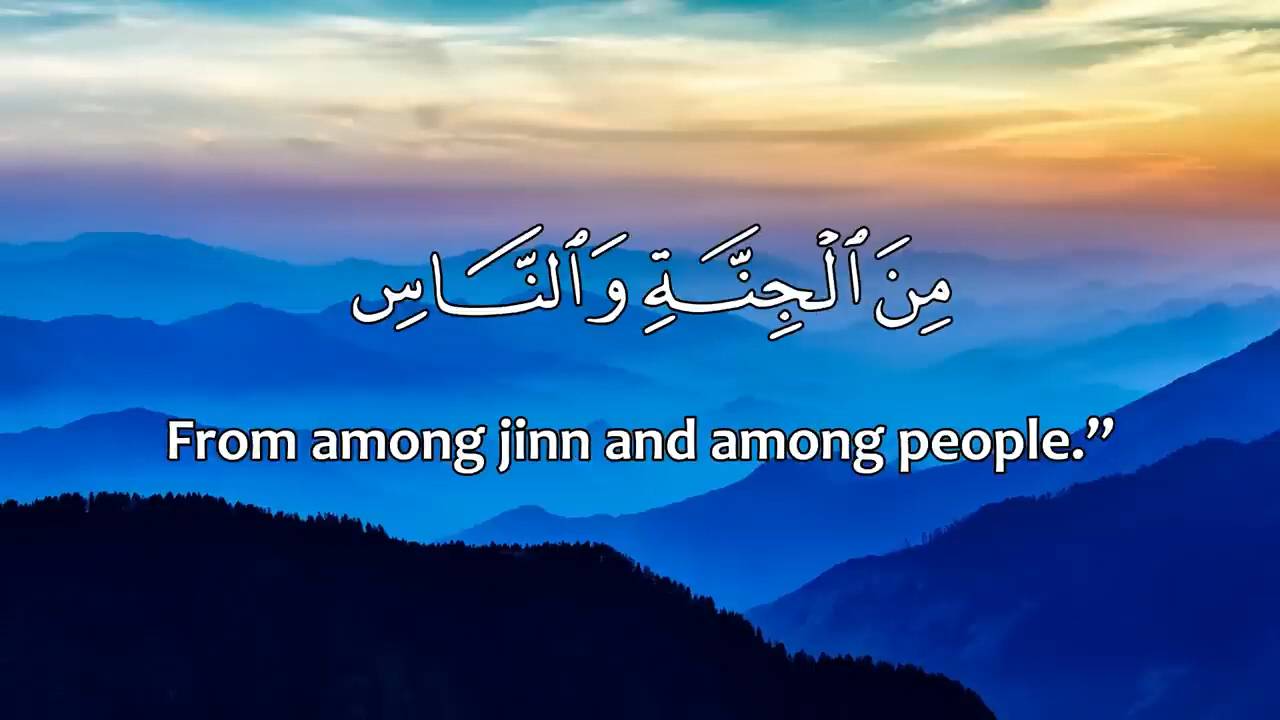 مِنَ ٱلْجِنَّةِ وَٱلنَّاسِ
From among jinn and among people.”